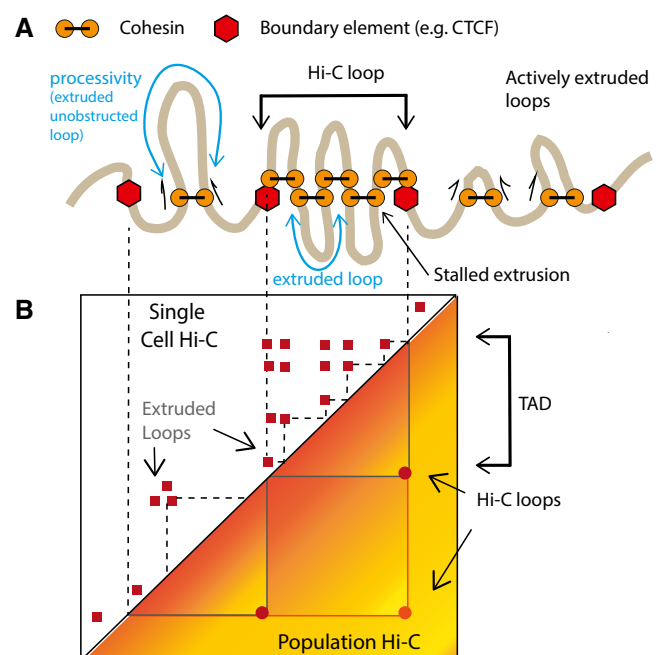 A
Cohesin
Boundary element (e.g. CTCF)
processivity
(extruded
unobstructed
loop)
Hi-C loop
Actively extruded
loops
extruded loop
Stalled extrusion
B
Single
Cell Hi-C
Extruded
Loops
TAD
Hi-C loops
Population Hi-C